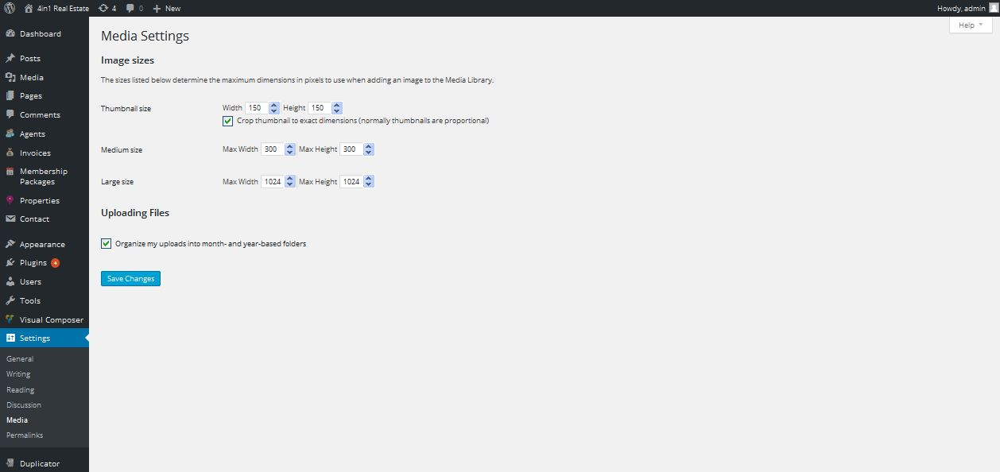 4in1 Real Estate 4 0 New Howdy, admin
Help
Dashboard
Posts
Media
Pages
Comments
Agents
Invoices
Membership
Packages
Properties
Contact
Appearance
Plugins 4
Users
Tools
Visual Composer
Settings
General
Writing
Reading
Discussion
Media
Permalinks
Duplicator
Media Settings
Image sizes
The sizes listed below determine the maximum dimensions in pixels to use when adding an image to the Media Library.
Thumbnail size Width 150 Height 150
Crop thumbnail to exact dimensions (normally thumbnails are proportional)
Medium size Max Width 300 Max Height 300
Large size Max Width 1024 Max Height 1024
Uploading Files
Organize my uploads into month- and year-based folders
Save Changes